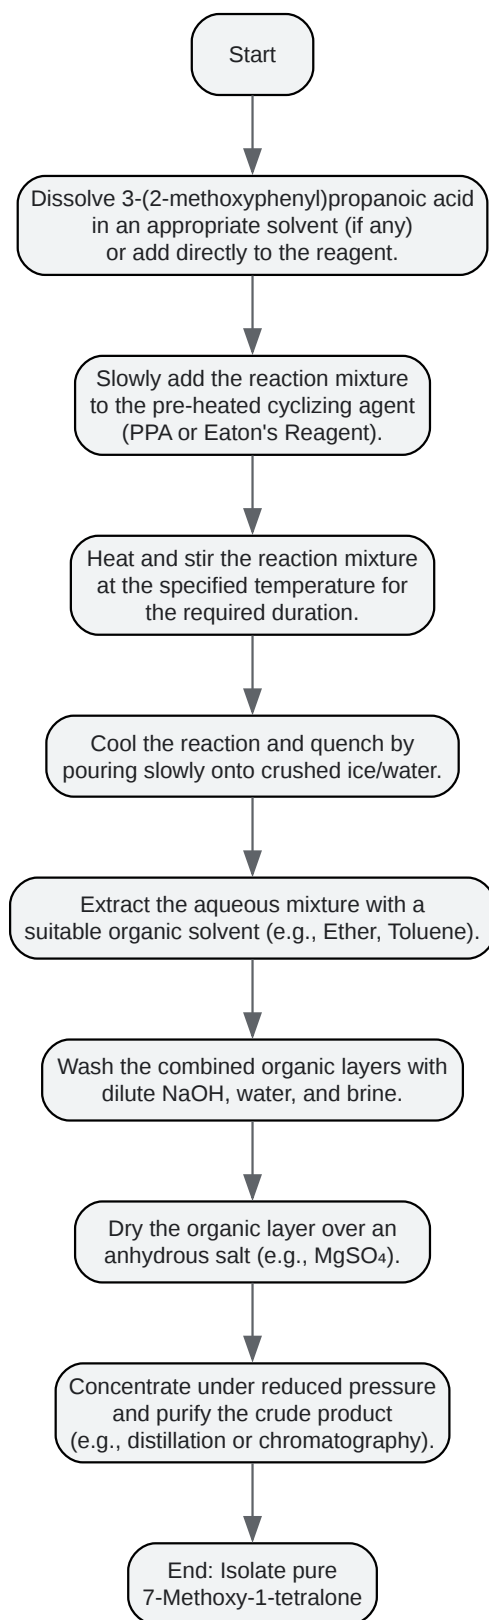 Start
Dissolve 3-(2-methoxyphenyl)propanoic acid
in an appropriate solvent (if any)
or add directly to the reagent.
Slowly add the reaction mixture
to the pre-heated cyclizing agent
(PPA or Eaton's Reagent).
Heat and stir the reaction mixture
at the specified temperature for
the required duration.
Cool the reaction and quench by
pouring slowly onto crushed ice/water.
Extract the aqueous mixture with a
suitable organic solvent (e.g., Ether, Toluene).
Wash the combined organic layers with
dilute NaOH, water, and brine.
Dry the organic layer over an
anhydrous salt (e.g., MgSO₄).
Concentrate under reduced pressure
and purify the crude product
(e.g., distillation or chromatography).
End: Isolate pure
7-Methoxy-1-tetralone